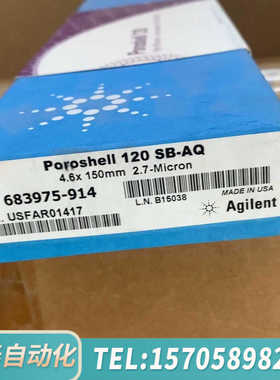 Poroshell 120 SB-AQ
4.6x 150mm 2.7-Micron
683975-914
USFAR01417
L.N. B15038
MADE IN USA
Agilent
自动化
TEL:157058982